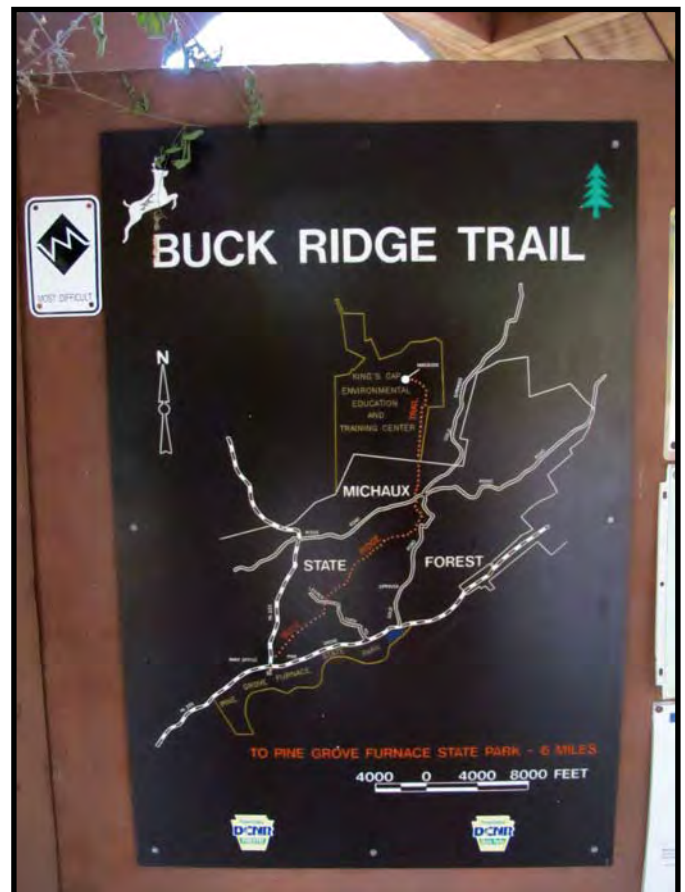 BUCK RIDGE TRAIL
MOST DIFFICULT
N
KING'S GAP
ENVIRONMENTAL
EDUCATION
AND
TRAINING CENTER
TRAIL
MICHAUX
RIDGE
STATE
FOREST
BUCK
PARK OFFICE
PINE GROVE FURNACE STATE PARK
TO PINE GROVE FURNACE STATE PARK - 6 MILES
4000 0 4000 8000 FEET
DCNR
DCNR